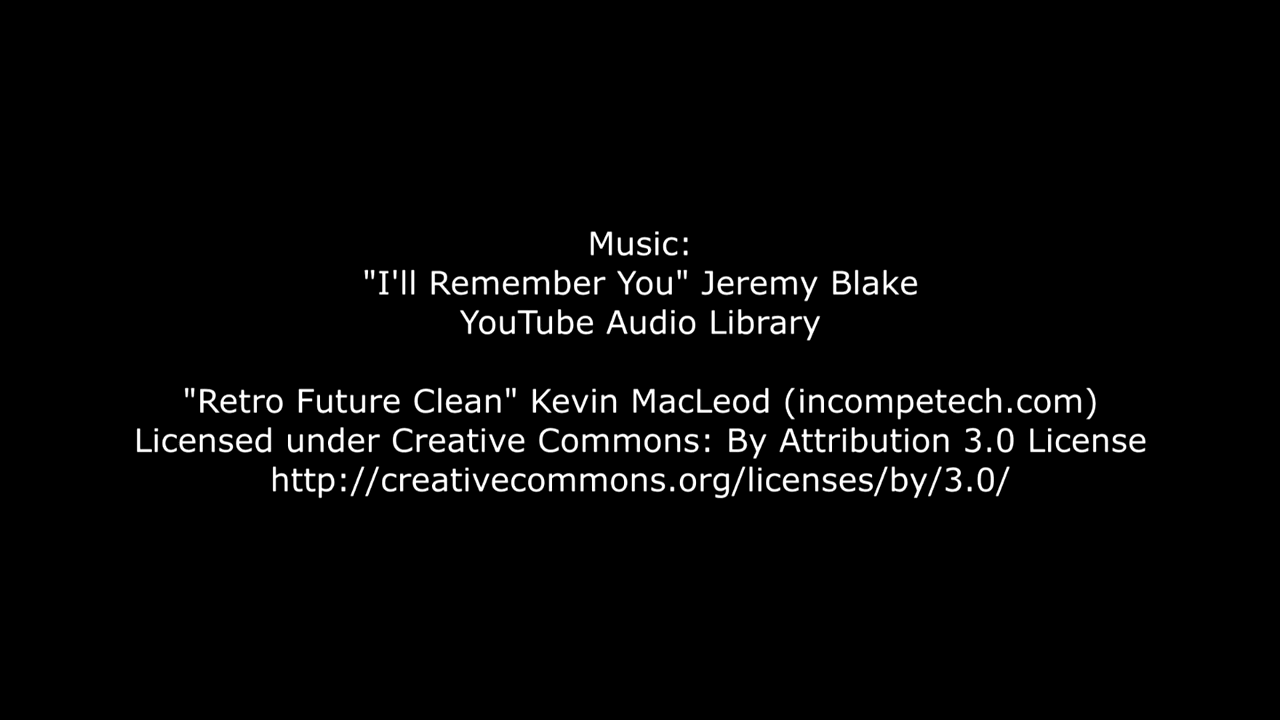 Music:
"I'll Remember You" Jeremy Blake
YouTube Audio Library
"Retro Future Clean" Kevin MacLeod (incompetech.com)
Licensed under Creative Commons: By Attribution 3.0 License
http://creativecommons.org/licenses/by/3.0/